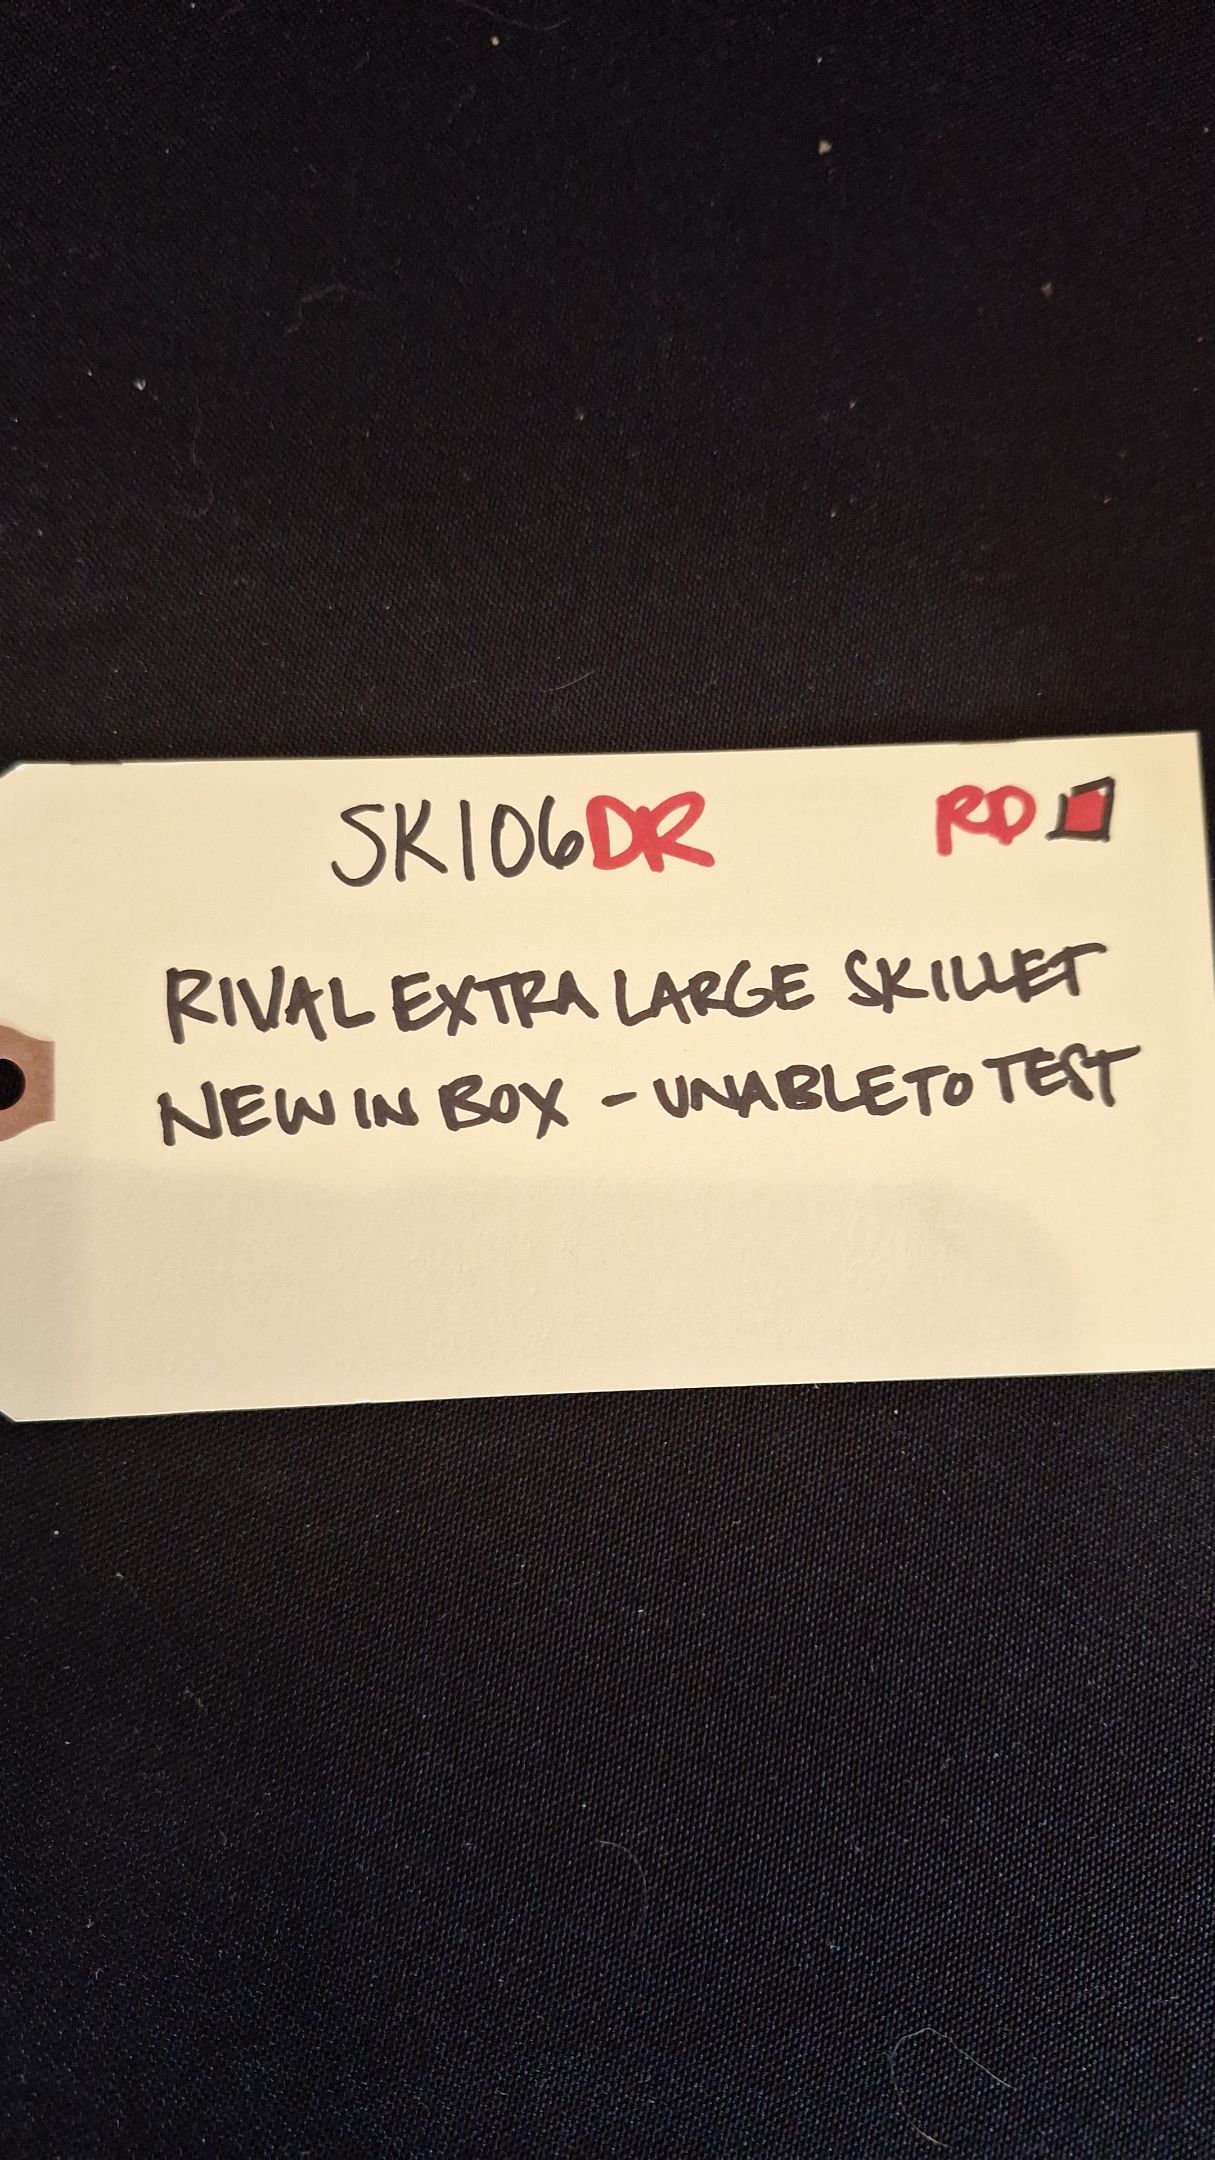 SK106DR RD
RIVAL EXTRA LARGE SKILLET
NEW IN BOX - UNABLE TO TEST